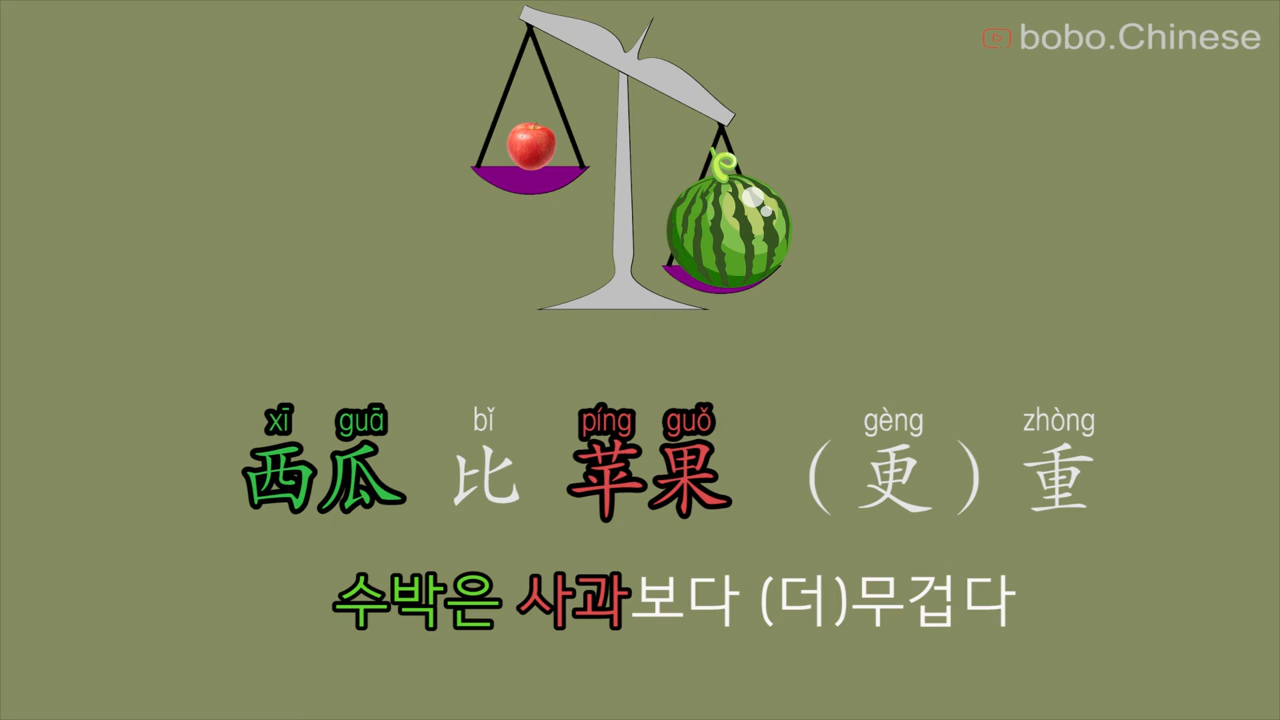 bobo.Chinese
xī guā bǐ píng guǒ gèng zhòng
西瓜 比 苹果 （更）重
수박은 사과보다 (더)무겁다